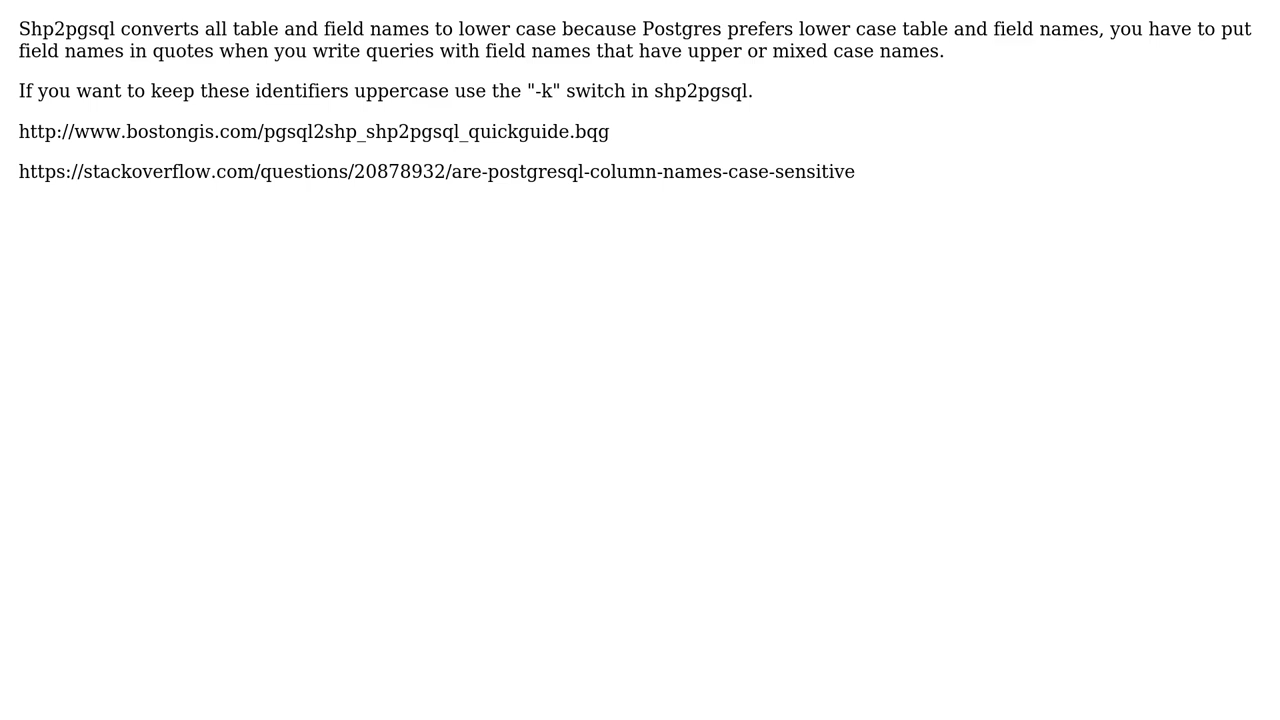 Shp2pgsql converts all table and field names to lower case because Postgres prefers lower case table and field names, you have to put
field names in quotes when you write queries with field names that have upper or mixed case names.
If you want to keep these identifiers uppercase use the "-k" switch in shp2pgsql.
http://www.bostongis.com/pgsql2shp_shp2pgsql_quickguide.bqg
https://stackoverflow.com/questions/20878932/are-postgresql-column-names-case-sensitive